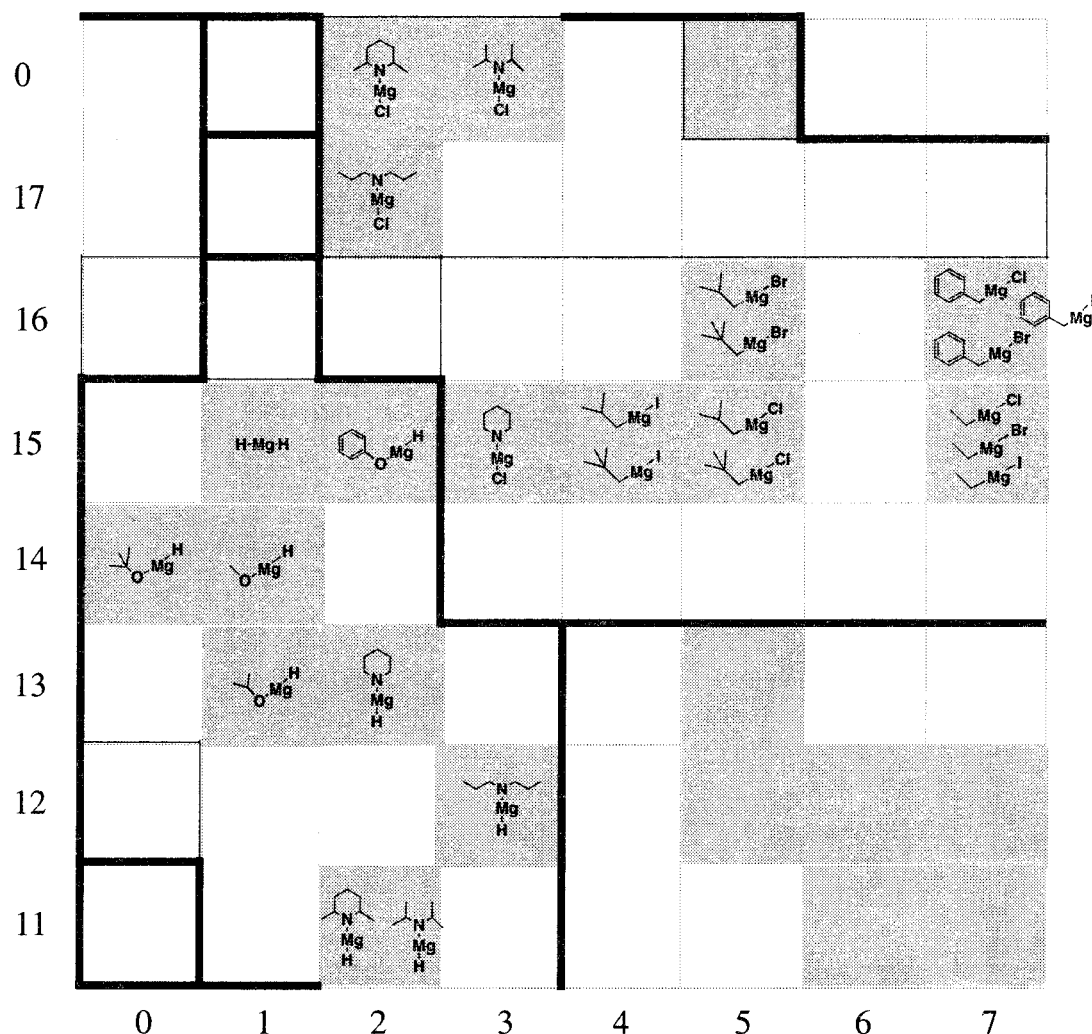 N N
0
Mg Mg
Cl Cl
N
17
Mg
Cl
Br Cl
Mg Mg
16
Mg
Br Br
Mg Mg
I Cl Cl
N Mg Mg Mg
H Br
15
H-Mg-H
Mg
Mg
O
Mg
I Cl I
Mg Mg Mg
Cl
H H
14
Mg Mg
O O
H N
13
Mg
Mg
O
H
N
12
Mg
H
N N
11
Mg Mg
H H
0 1 2 3 4 5 6 7